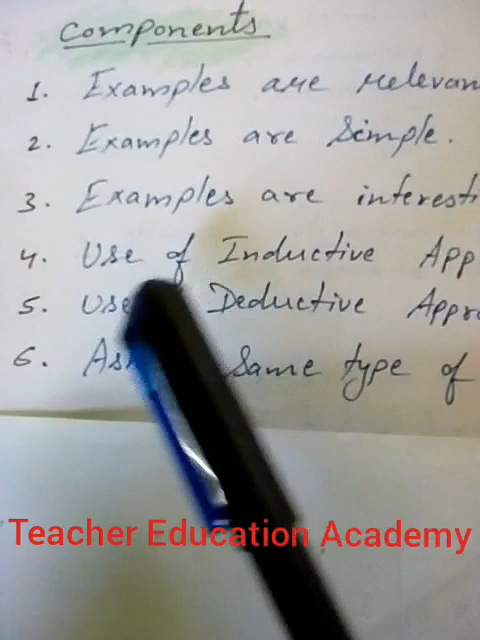 Components
1. Examples are relevan
2. Examples are Simple.
3. Examples are interesti
4. Use of Inductive App
5. Use Deductive Appro
6. Same type of
Teacher Education Academy